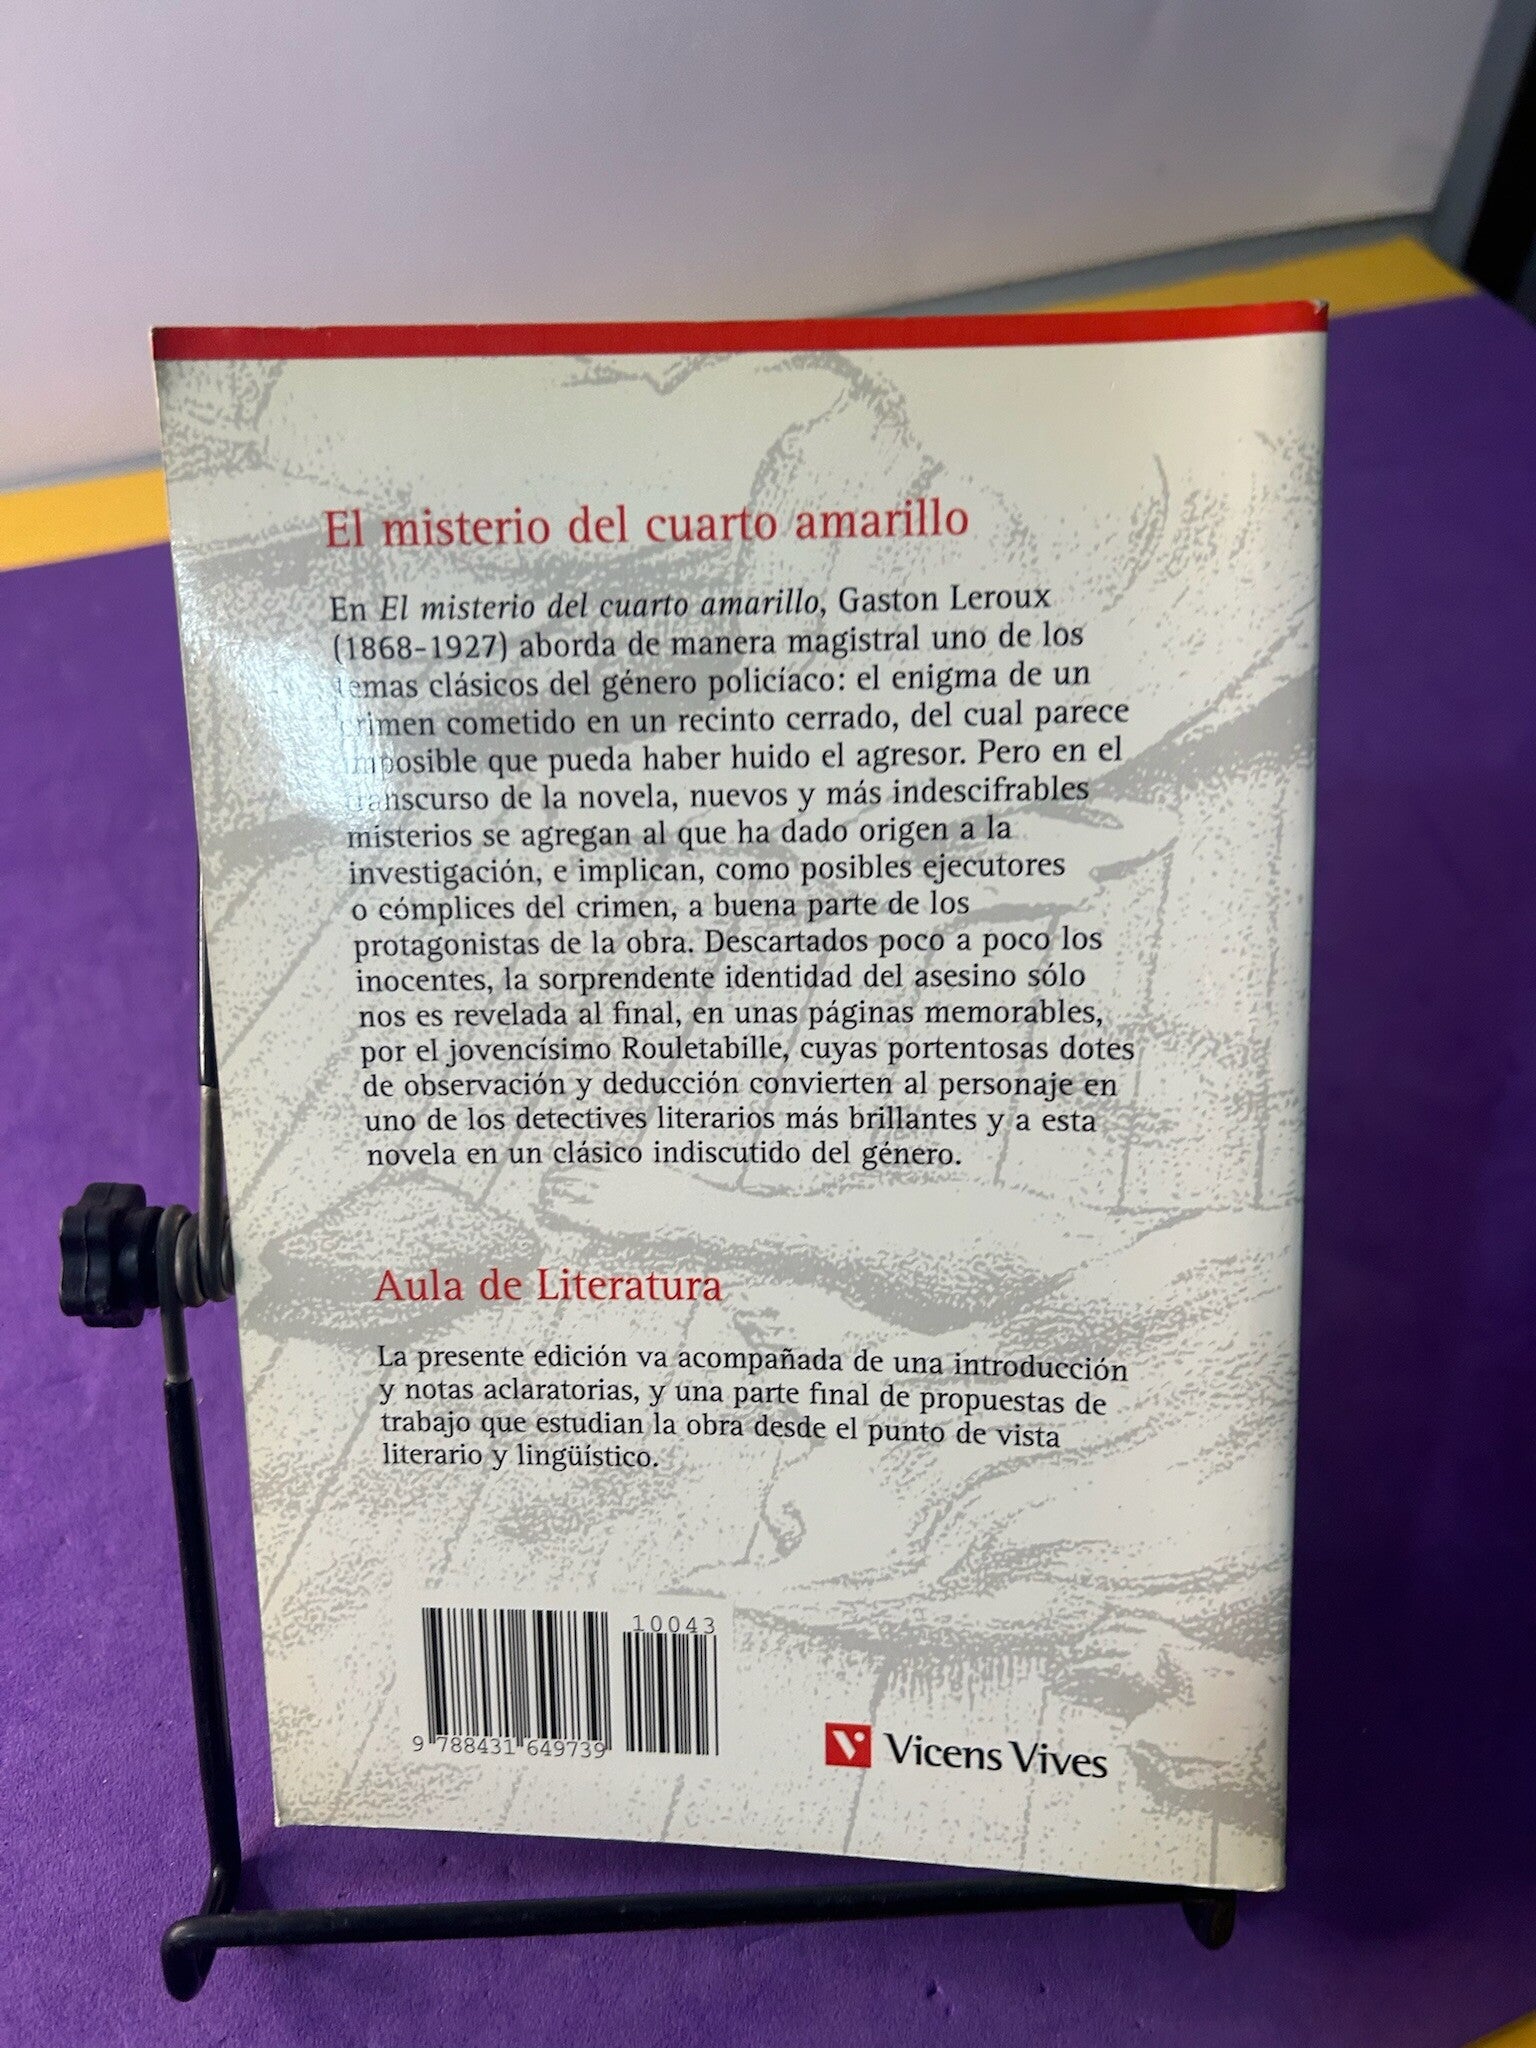 El misterio del cuarto amarillo
En El misterio del cuarto amarillo, Gaston Leroux
(1868-1927) aborda de manera magistral uno de los
temas clásicos del género policíaco: el enigma de un
crimen cometido en un recinto cerrado, del cual parece
imposible que pueda haber huido el agresor. Pero en el
transcurso de la novela, nuevos y más indescifrables
misterios se agregan al que ha dado origen a la
investigación, e implican, como posibles ejecutores
o cómplices del crimen, a buena parte de los
protagonistas de la obra. Descartados poco a poco los
inocentes, la sorprendente identidad del asesino sólo
nos es revelada al final, en unas páginas memorables,
por el jovencísimo Rouletabille, cuyas portentosas dotes
de observación y deducción convierten al personaje en
uno de los detectives literarios más brillantes y a esta
novela en un clásico indiscutido del género.
Aula de Literatura
La presente edición va acompañada de una introducción
y notas aclaratorias, y una parte final de propuestas de
trabajo que estudian la obra desde el punto de vista
literario y lingüístico.
10043
9 788431 649739
Vicens Vives